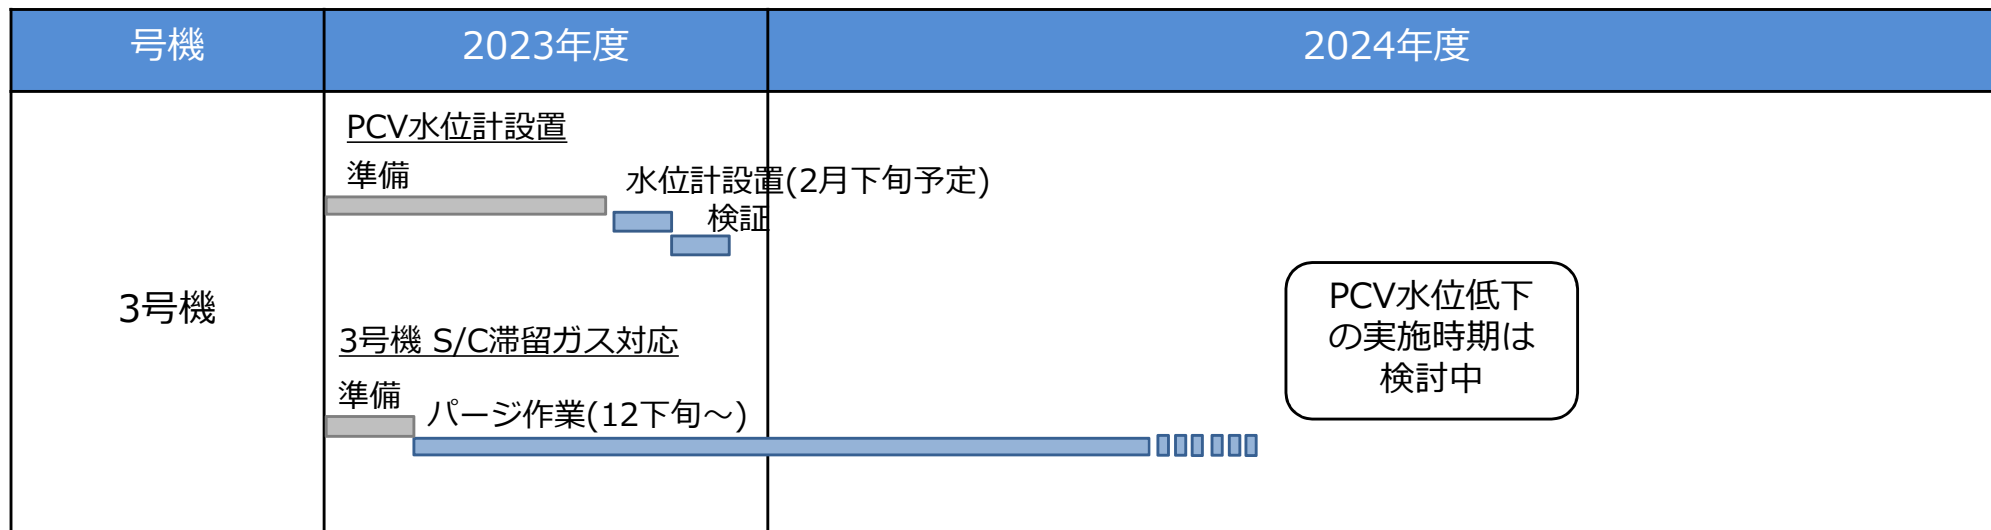 号機
2023年度
2024年度
3号機
PCV水位計設置
準備
水位計設置(2月下旬予定)
検証
3号機 S/C滞留ガス対応
準備
パージ作業(12下旬～)
PCV水位低下
の実施時期は
検討中